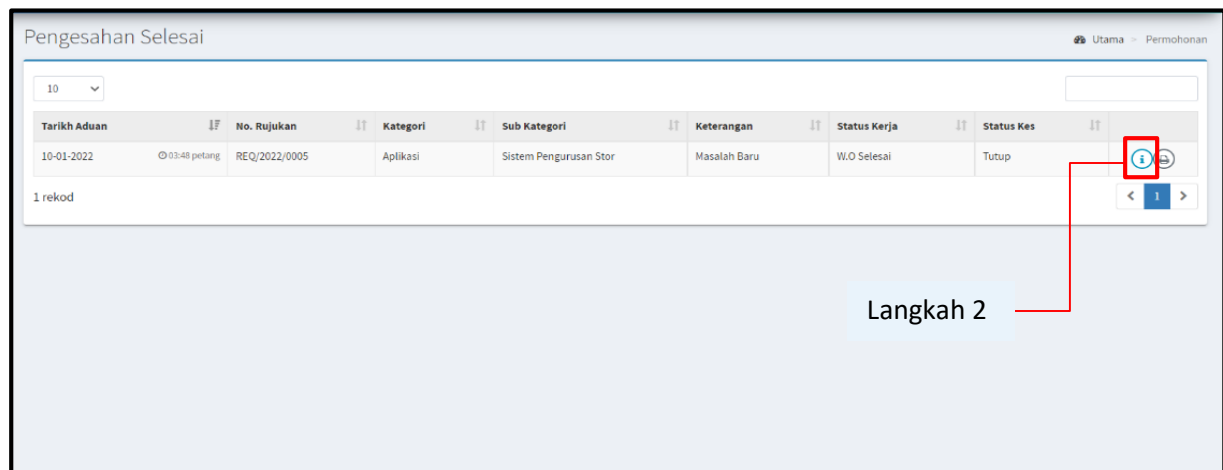 Pengesahan Selesai
Utama > Permohonan
10
Tarikh Aduan No. Rujukan Kategori Sub Kategori Keterangan Status Kerja Status Kes
10-01-2022 03:48 petang REQ/2022/0005 Aplikasi Sistem Pengurusan Stor Masalah Baru W.O Selesai Tutup
1 rekod
< 1 >
Langkah 2